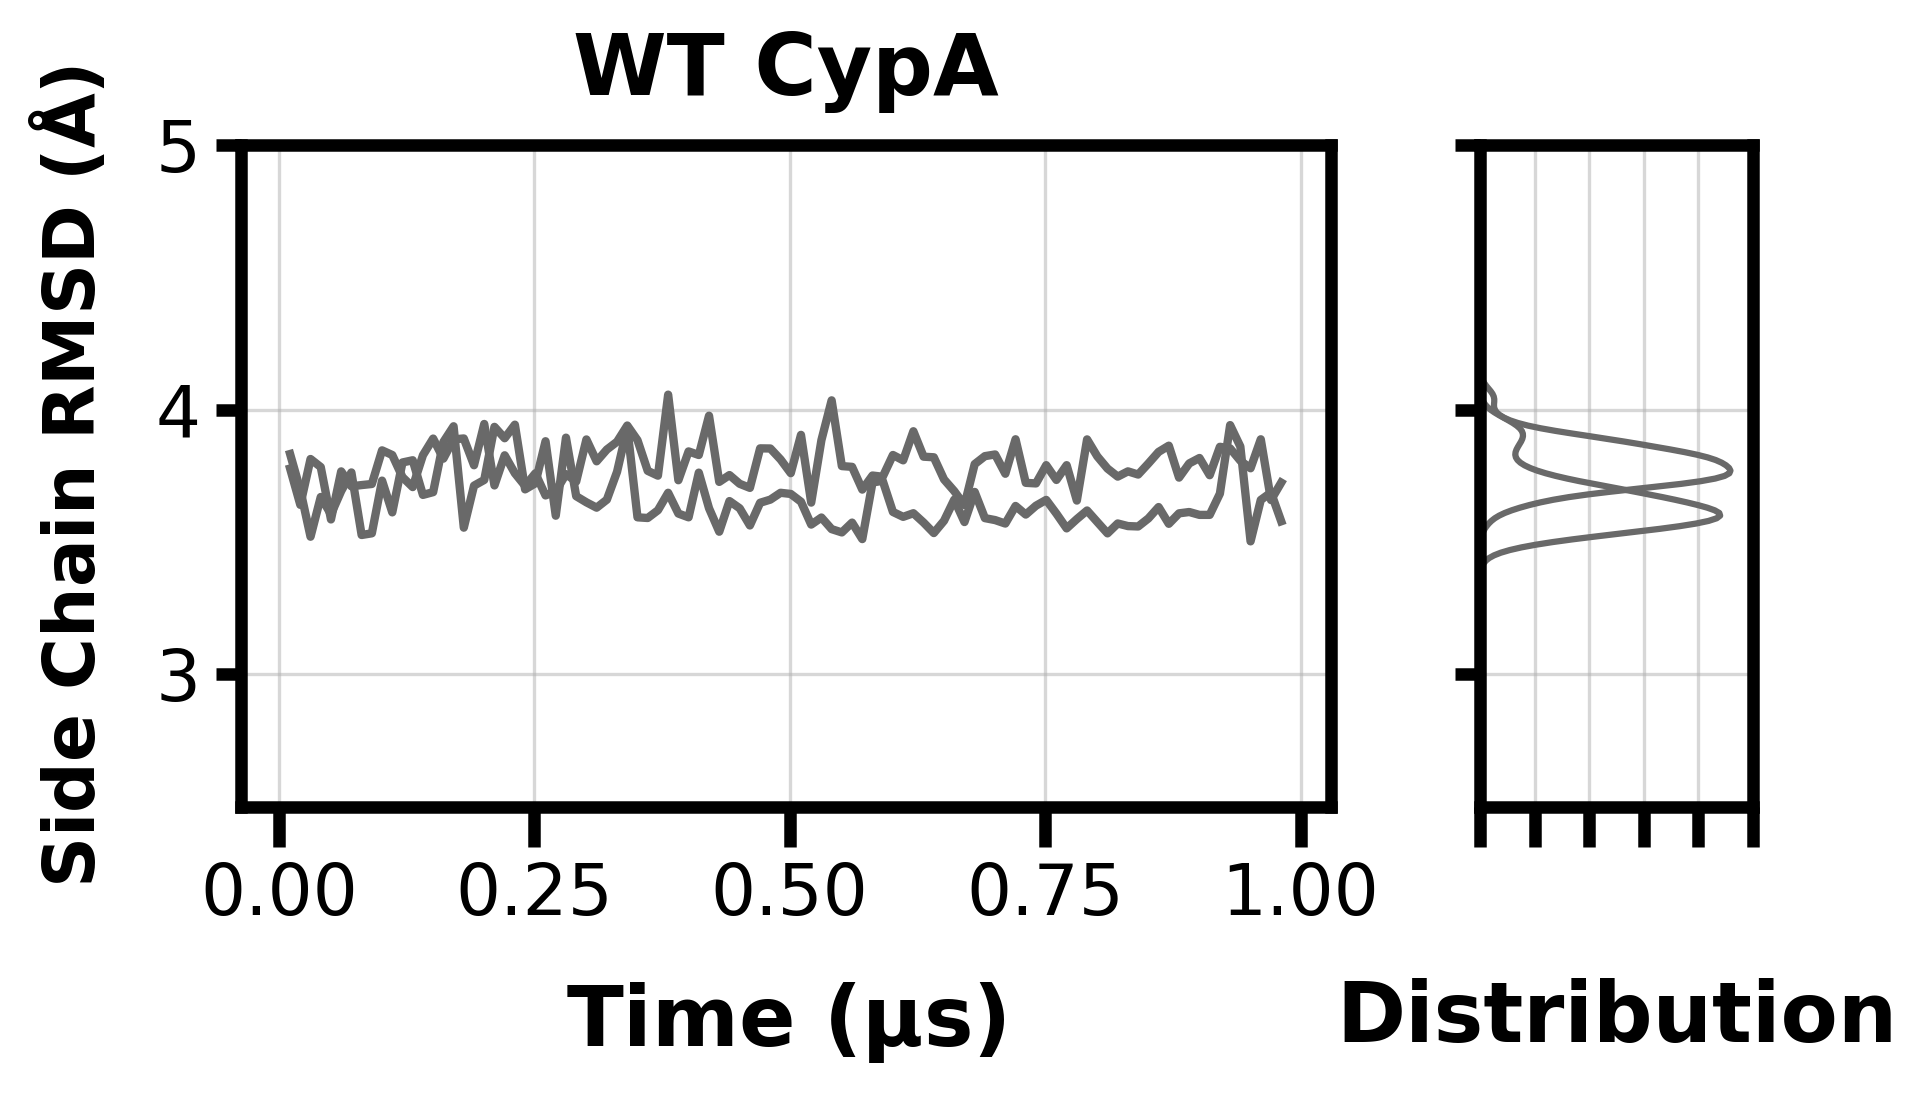 WT CypA
Side Chain RMSD (Å)
5
4
3
0.00 0.25 0.50 0.75 1.00
Time (μs)
Distribution